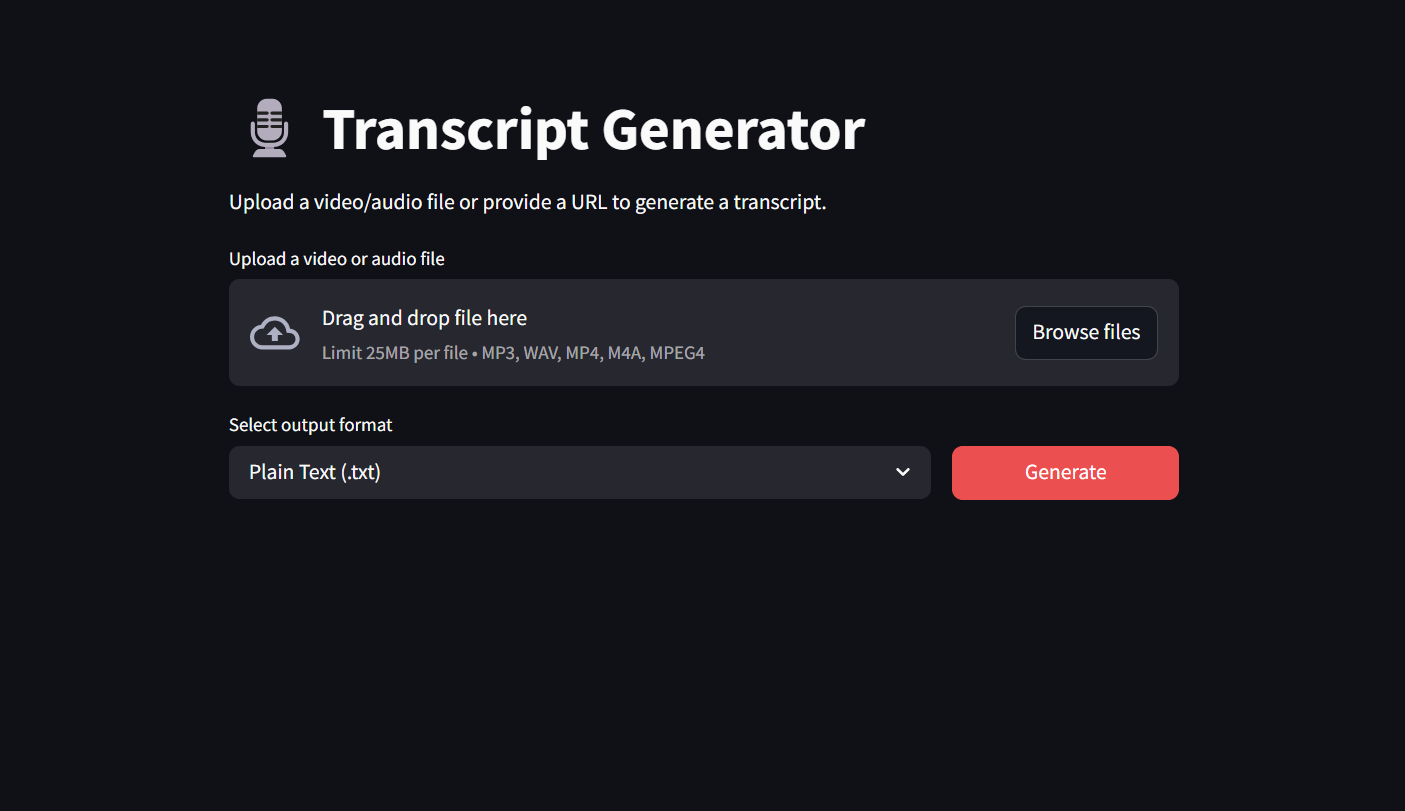 Transcript Generator
Upload a video/audio file or provide a URL to generate a transcript.
Upload a video or audio file
Drag and drop file here
Limit 25MB per file • MP3, WAV, MP4, M4A, MPEG4
Browse files
Select output format
Plain Text (.txt)
Generate